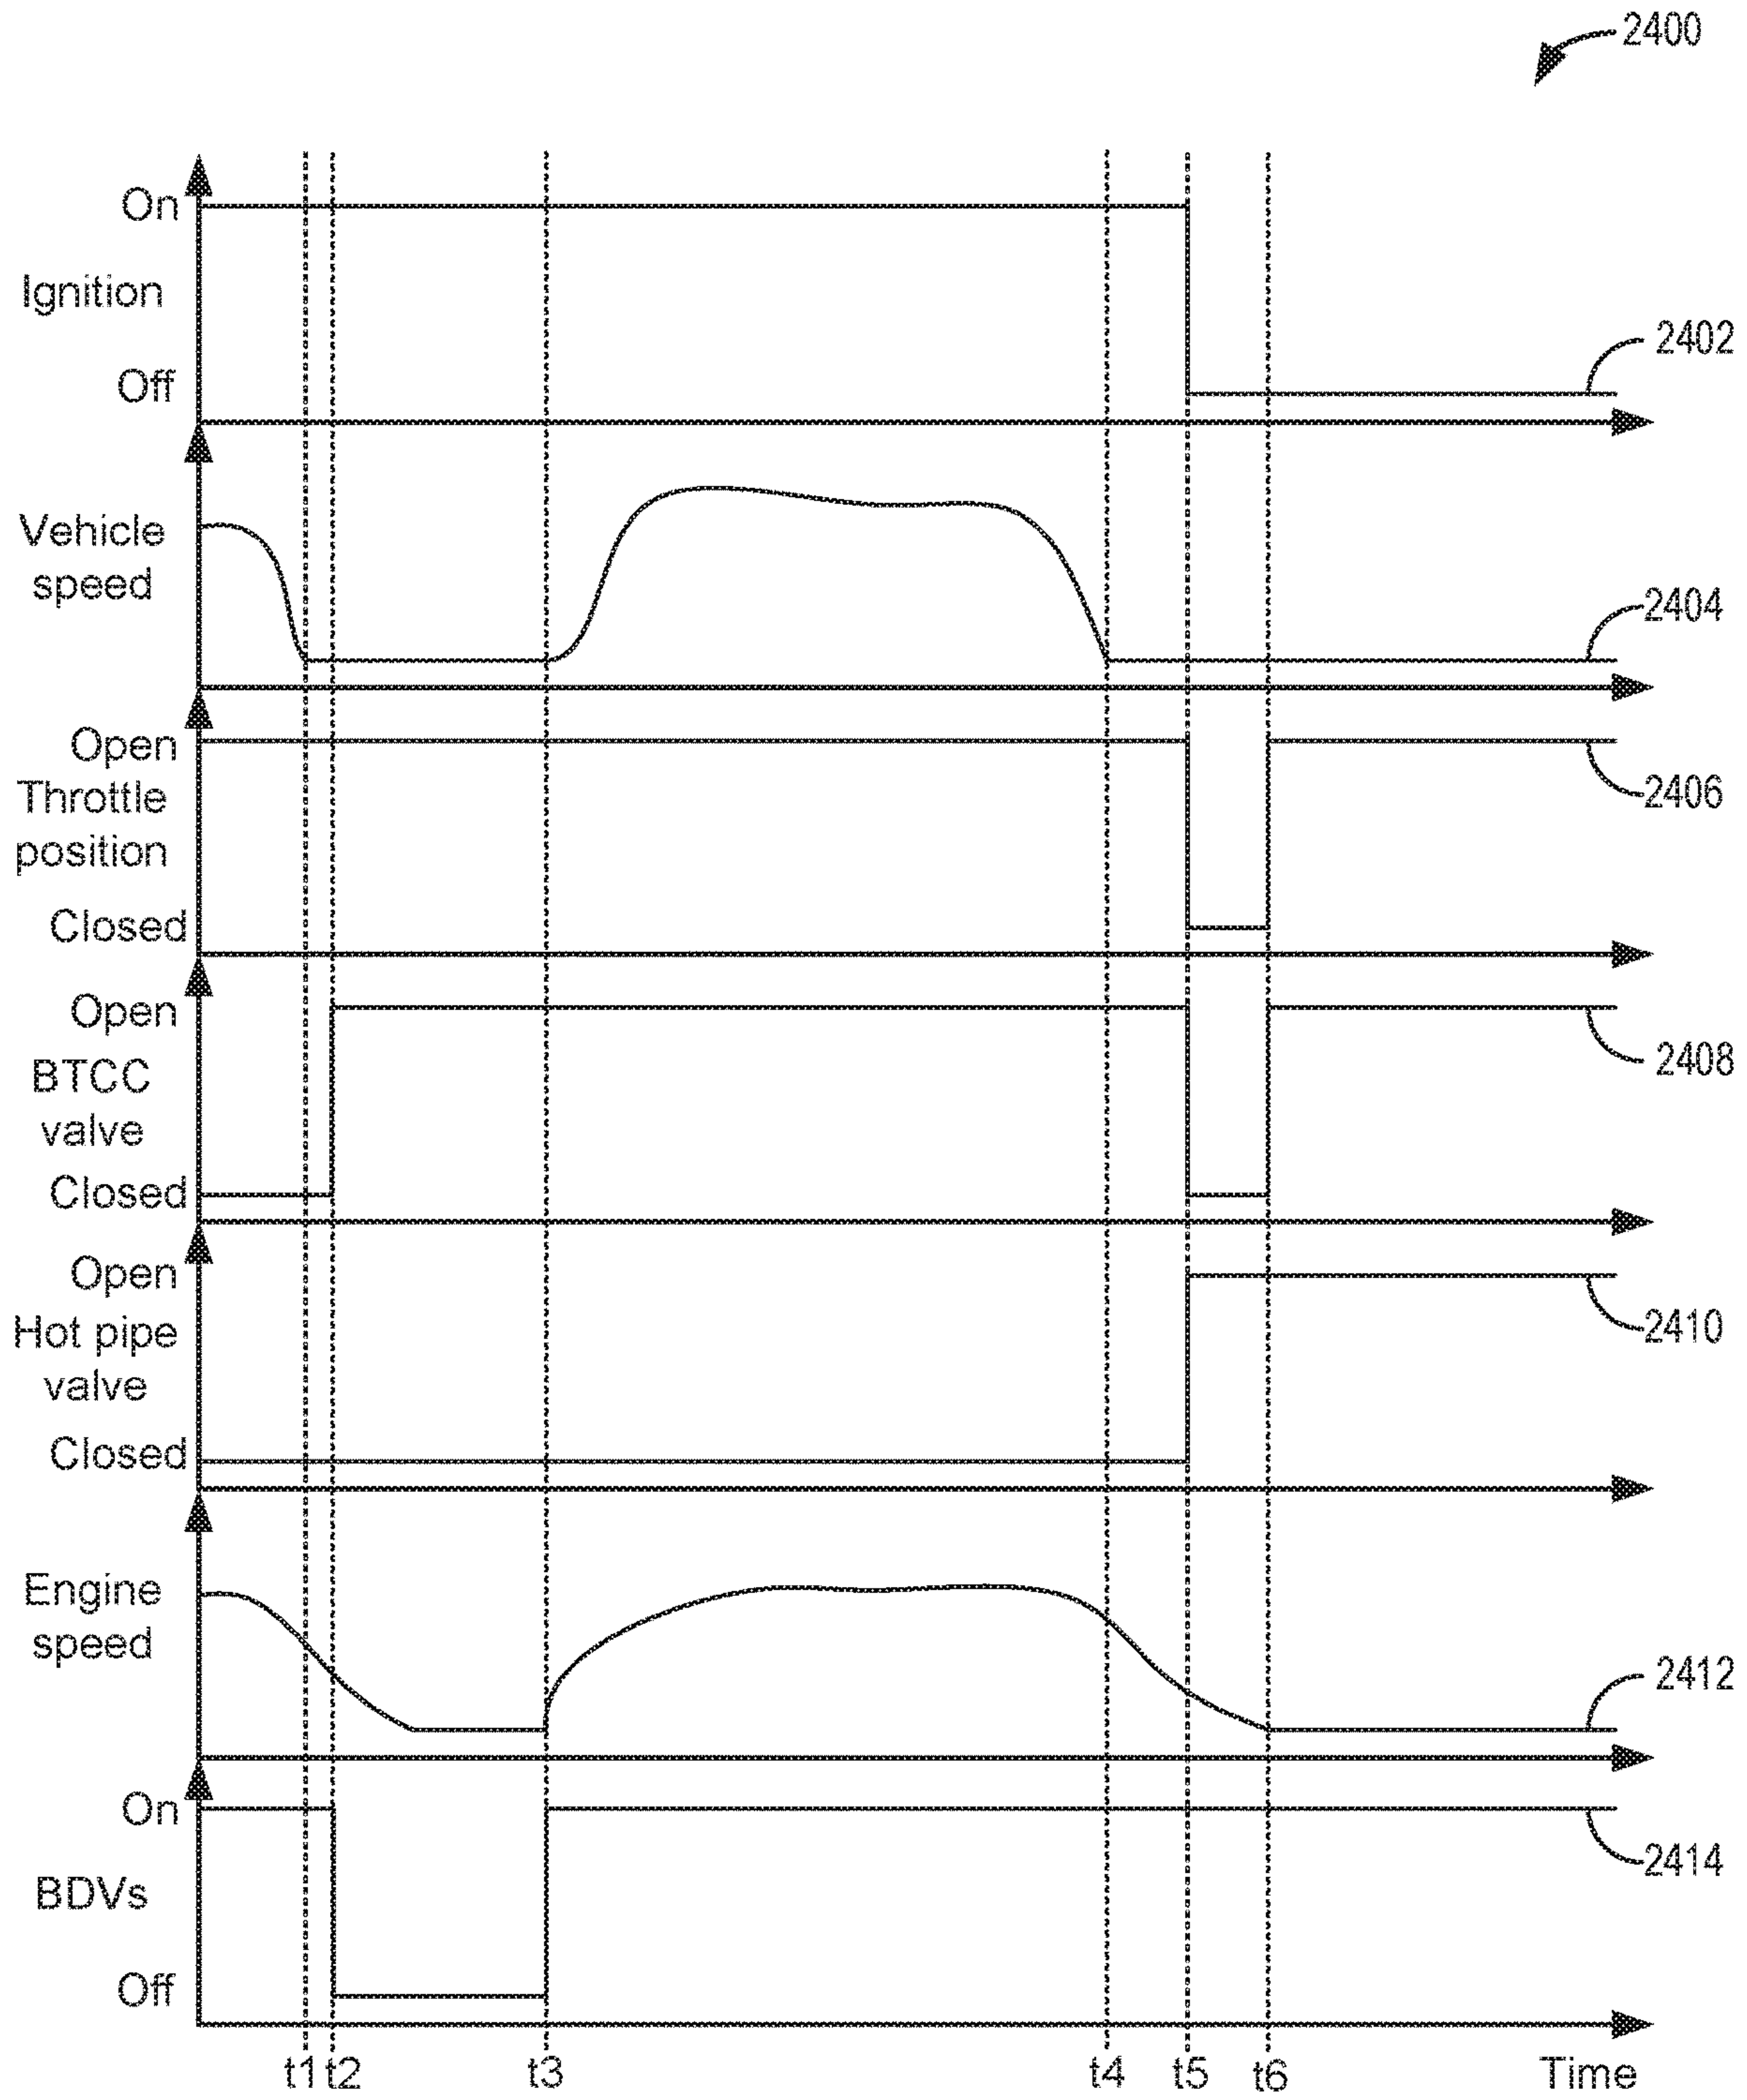 2400
On
Ignition
Off
2402
Vehicle
speed
2404
Open
Throttle
position
Closed
2406
Open
BTCC
valve
Closed
2408
Open
Hot pipe
valve
Closed
2410
Engine
speed
2412
On
BDVs
Off
2414
t1 t2 t3 t4 t5 t6 Time